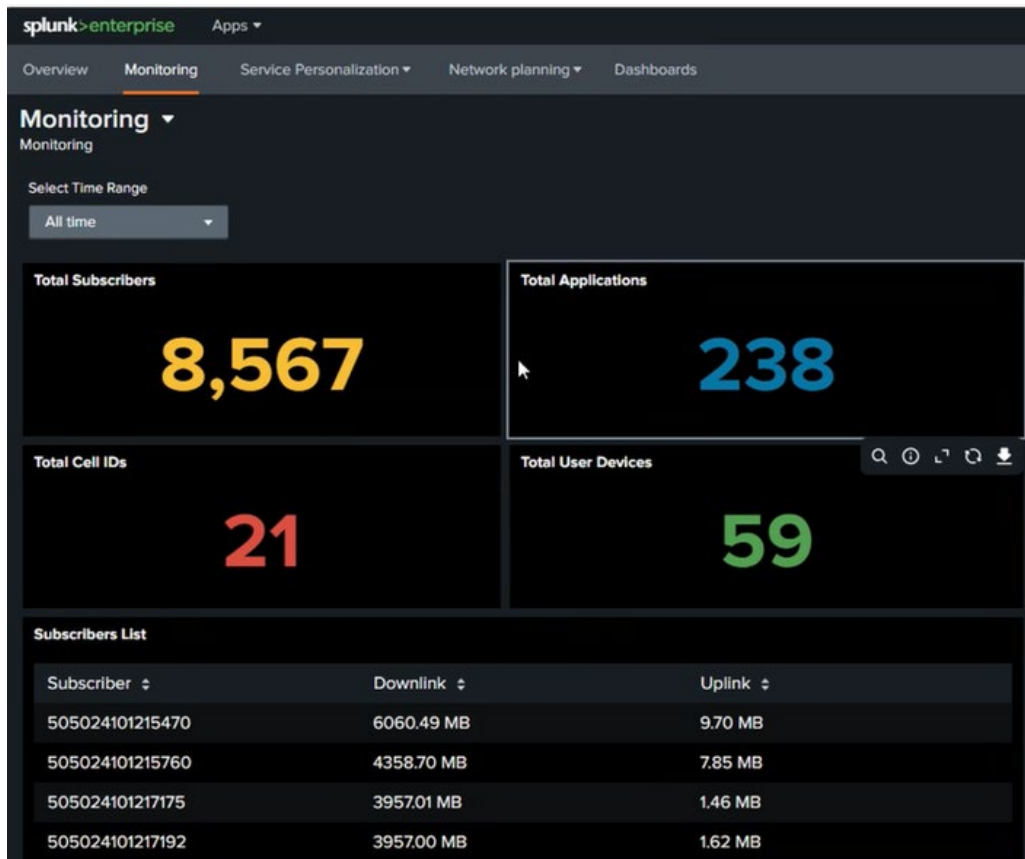 splunk>enterprise Apps
Overview Monitoring Service Personalization Network planning Dashboards
Monitoring
Monitoring
Select Time Range
All time
Total Subscribers
8,567
Total Applications
238
Total Cell IDs
21
Total User Devices
59
Subscribers List
Subscriber Downlink Uplink
505024101215470 6060.49 MB 9.70 MB
505024101215760 4358.70 MB 7.85 MB
505024101217175 3957.01 MB 1.46 MB
505024101217192 3957.00 MB 1.62 MB